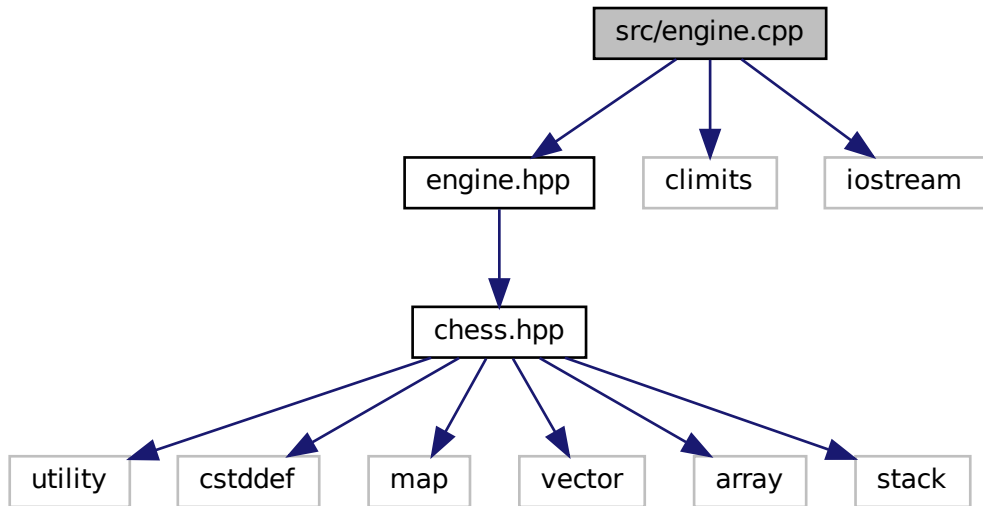 src/engine.cpp
engine.hpp
climits
iostream
chess.hpp
utility
cstddef
map
vector
array
stack